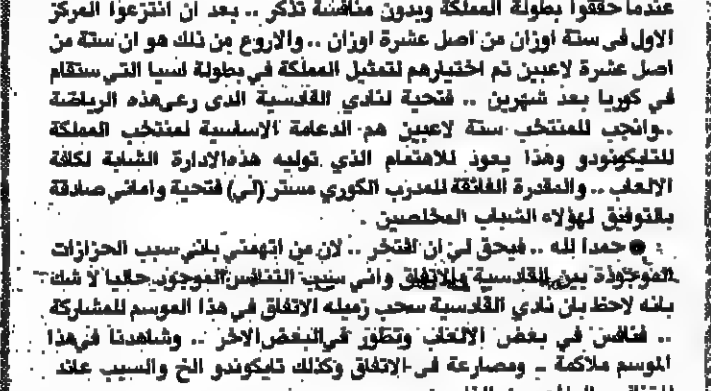 عندما حققوا بطولة المملكة وبدون منافسة تذكر .. بعد ان انتزعوا المركز
الاول في ستة اوزان من اصل عشرة اوزان .. والاروع من ذلك هو ان ستة من
اصل عشرة لاعبين تم اختيارهم لتمثيل المملكة في بطولة اسيا التي ستقام
في كوريا بعد شهرين .. فتحية لنادي القادسية الذي رعى هذه الرياضة
..وانجب للمنتخب ستة لاعبين هم الدعامة الاساسية لمنتخب المملكة
للتايكوندو وهذا يعود للاهتمام الذي توليه هذه الادارة الشابة لكافة
الالعاب .. والمقدرة الفائقة للمدرب الكوري مستر (لي) فتحية واماني صادقة
بالتوفيق لهؤلاء الشباب المخلصين .
● حمدا لله .. فيحق لي ان افتخر .. لان من اتهمني باني سبب الحزازات
الموجودة بين القادسية والاتفاق واني سبب التنافس الموجود حاليا لا شك
بانه لاحظ بان نادي القادسية سحب زميله الاتفاق في هذا الموسم للمشاركة
.. فنافس في بعض الالعاب وتطور في البعض الاخر .. وشاهدنا في هذا
الموسم ملاكمة - ومصارعة في الاتفاق وكذلك تايكوندو الخ والسبب عائد